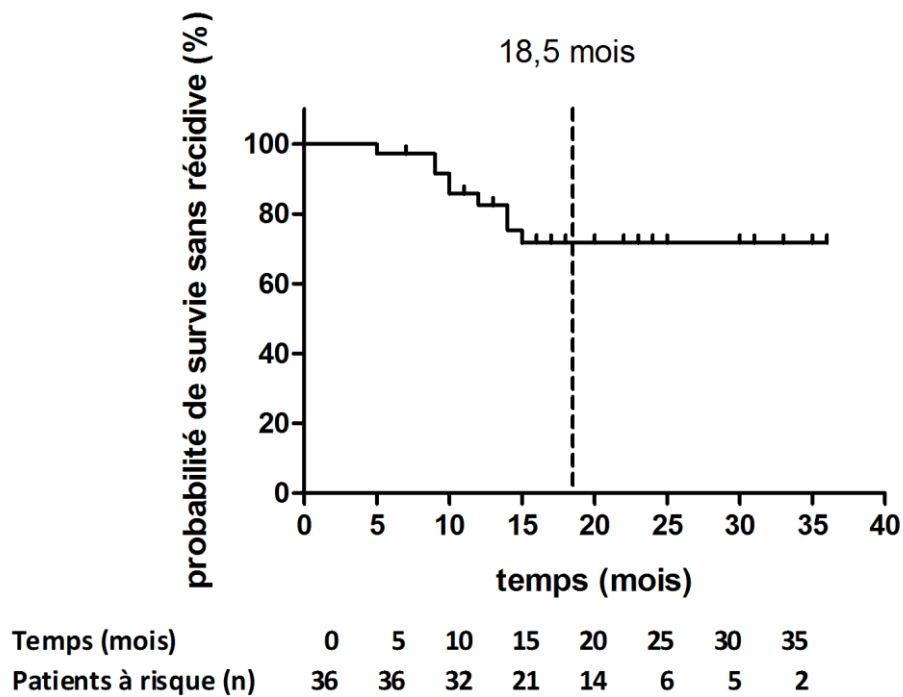 18,5 mois
probabilité de survie sans récidive (%)
100
80
60
40
20
0
0 5 10 15 20 25 30 35 40
temps (mois)
Temps (mois) 0 5 10 15 20 25 30 35
Patients à risque (n) 36 36 32 21 14 6 5 2